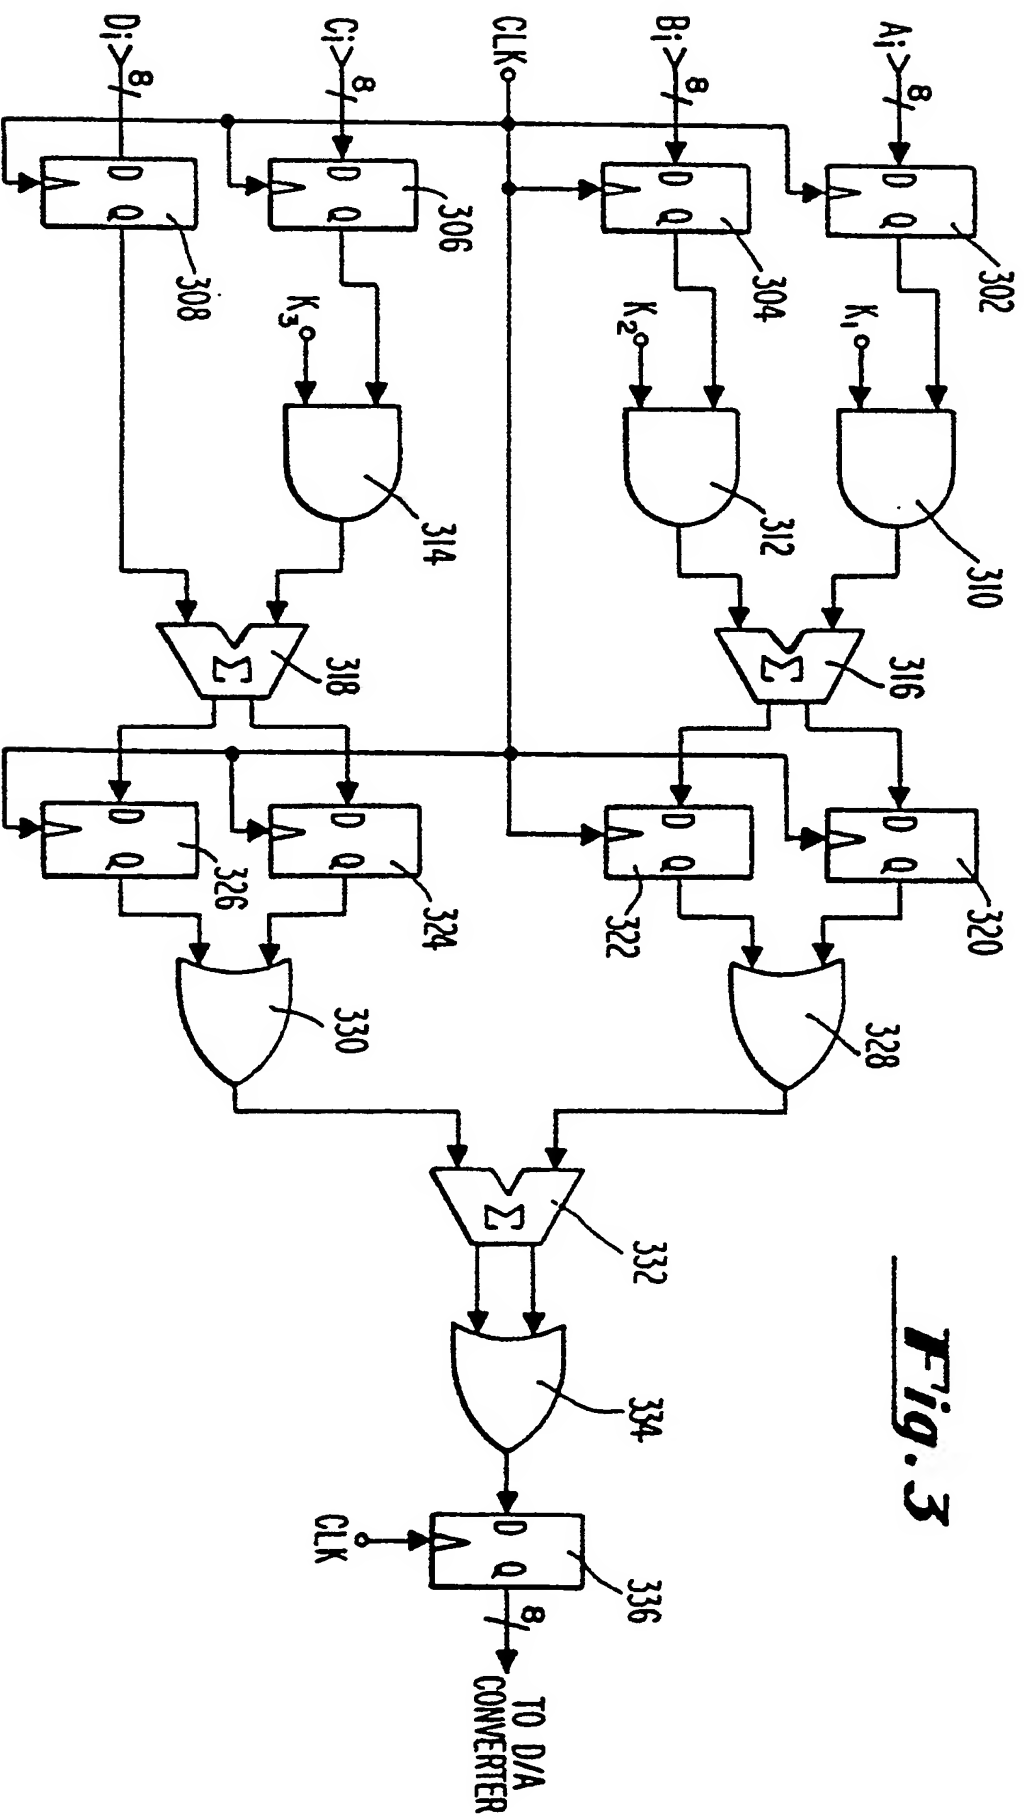 Fig. 3
Ai
8
D
Q
302
K1
310
Bi
8
D
Q
304
K2
312
316
Σ
D
Q
320
D
Q
322
328
CLK
Ci
8
D
Q
306
K3
314
Di
8
D
Q
308
318
Σ
D
Q
324
D
Q
326
330
332
Σ
334
D
Q
336
CLK
8
TO D/A
CONVERTER